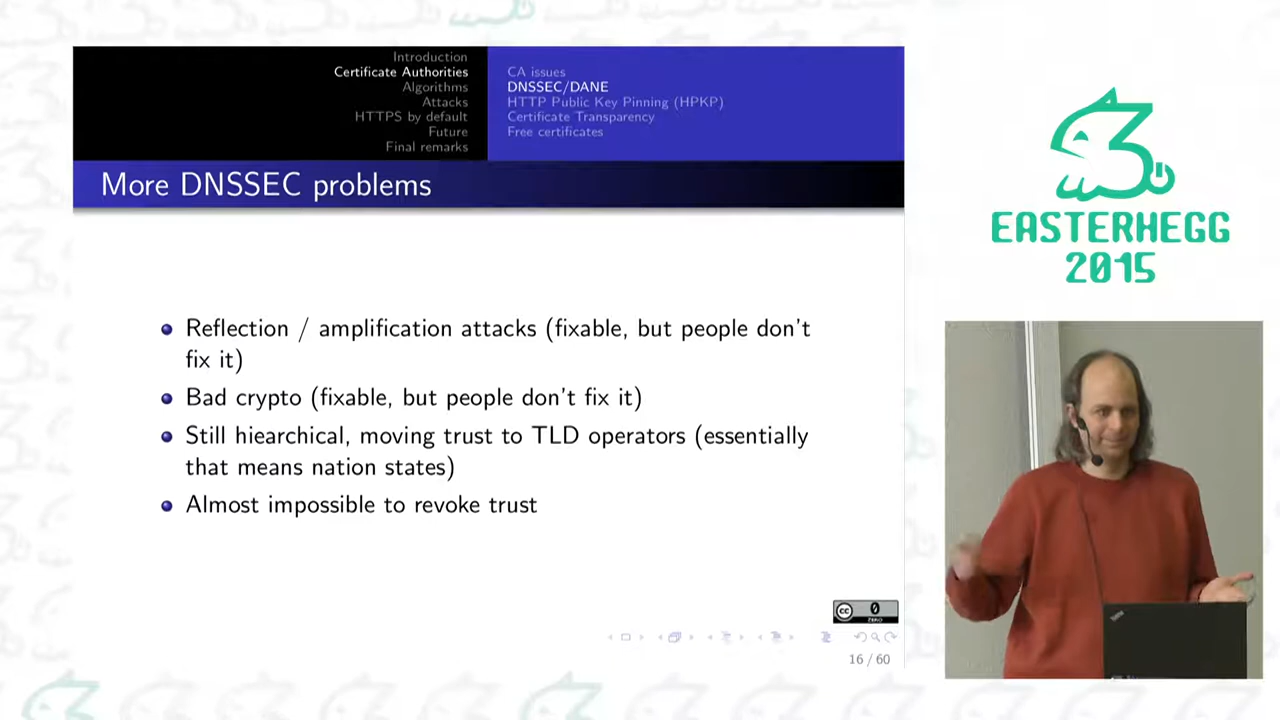 Introduction
Certificate Authorities
Algorithms
Attacks
HTTPS by default
Future
Final remarks
CA issues
DNSSEC/DANE
HTTP Public Key Pinning (HPKP)
Certificate Transparency
Free certificates
More DNSSEC problems
Reflection / amplification attacks (fixable, but people don't
fix it)
Bad crypto (fixable, but people don't fix it)
Still hiearchical, moving trust to TLD operators (essentially
that means nation states)
Almost impossible to revoke trust
cc 0
ZERO
16 / 60
EASTERHEGG
2015